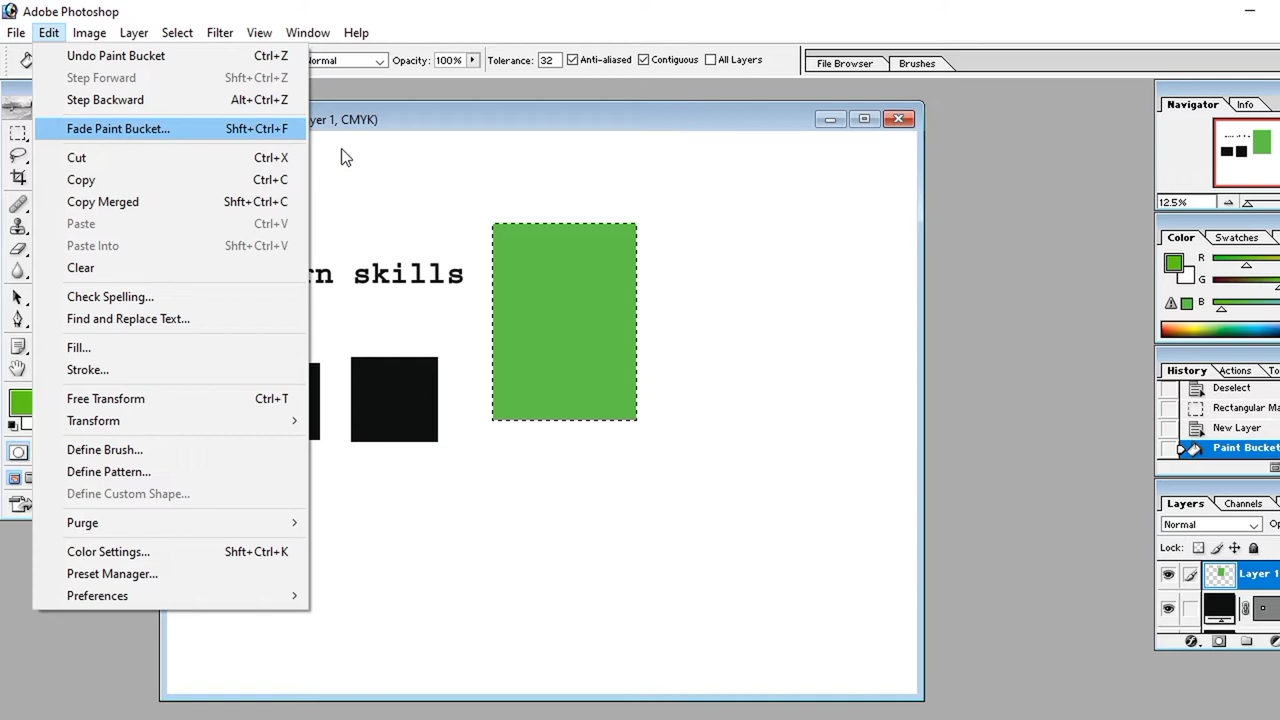 Adobe Photoshop
File Edit Image Layer Select Filter View Window Help
Normal Opacity: 100% Tolerance: 32 Anti-aliased Contiguous All Layers File Browser Brushes
Undo Paint Bucket Ctrl+Z
Step Forward Shft+Ctrl+Z
Step Backward Alt+Ctrl+Z
Fade Paint Bucket... Shft+Ctrl+F
Cut Ctrl+X
Copy Ctrl+C
Copy Merged Shft+Ctrl+C
Paste Ctrl+V
Paste Into Shft+Ctrl+V
Clear
Check Spelling...
Find and Replace Text...
Fill...
Stroke...
Free Transform Ctrl+T
Transform
Define Brush...
Define Pattern...
Define Custom Shape...
Purge
Color Settings... Shft+Ctrl+K
Preset Manager...
Preferences
1, CMYK)
skills
Navigator Info
12.5%
Color Swatches
R
G
B
History Actions
Deselect
Rectangular
New Layer
Paint Bucket
Layers Channels
Normal
Lock:
Layer 1